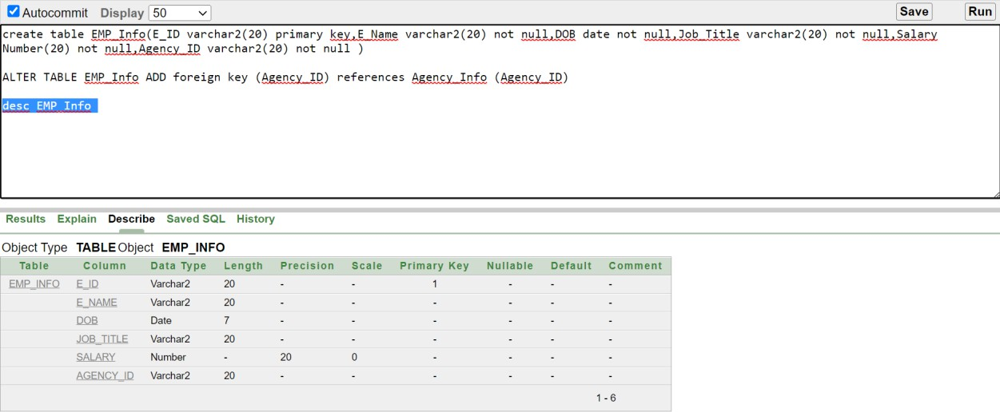 Autocommit Display 50 Save Run
create table EMP_Info(E_ID varchar2(20) primary key,E_Name varchar2(20) not null,DOB date not null,Job_Title varchar2(20) not null,Salary
Number(20) not null,Agency_ID varchar2(20) not null )
ALTER TABLE EMP_Info ADD foreign key (Agency_ID) references Agency_Info (Agency_ID)
desc EMP_Info
Results Explain Describe Saved SQL History
Object Type TABLE Object EMP_INFO
Table Column Data Type Length Precision Scale Primary Key Nullable Default Comment
EMP_INFO E_ID Varchar2 20 - - 1 - - -
E_NAME Varchar2 20 - - - - - -
DOB Date 7 - - - - - -
JOB_TITLE Varchar2 20 - - - - - -
SALARY Number - 20 0 - - - -
AGENCY_ID Varchar2 20 - - - - - -
1 - 6